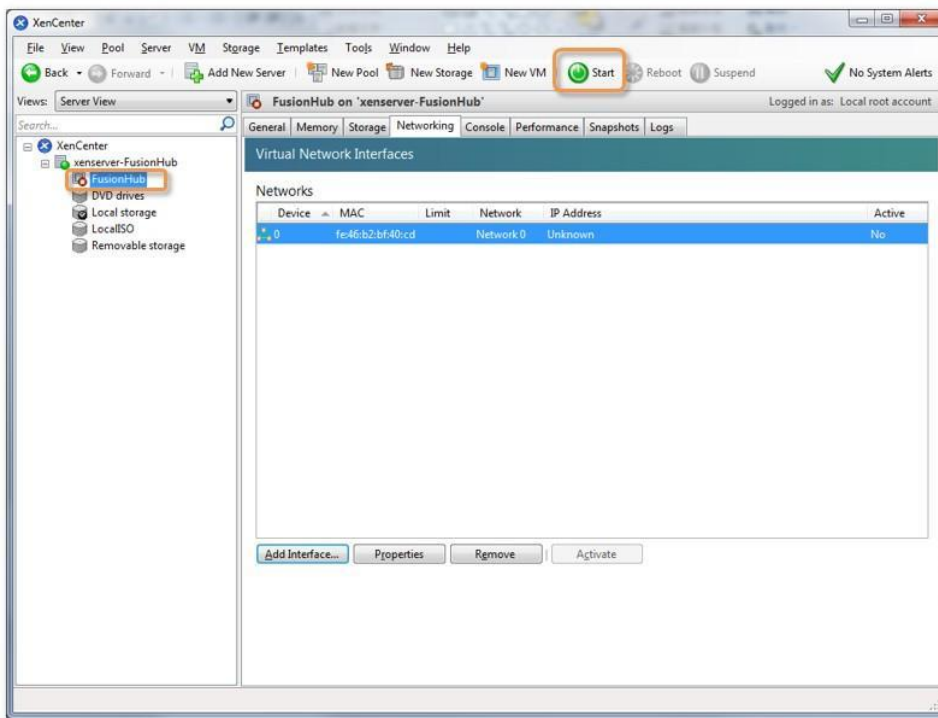 XenCenter
File View Pool Server VM Storage Templates Tools Window Help
Back Forward Add New Server New Pool New Storage New VM Start Reboot Suspend No System Alerts
Views: Server View
FusionHub on 'xenserver-FusionHub' Logged in as: Local root account
Search...
General Memory Storage Networking Console Performance Snapshots Logs
XenCenter
xenserver-FusionHub
FusionHub
DVD drives
Local storage
LocalISO
Removable storage
Virtual Network Interfaces
Networks
Device MAC Limit Network IP Address Active
0 fe:46:b2:bf:40:cd Network 0 Unknown No
Add Interface... Properties Remove Activate